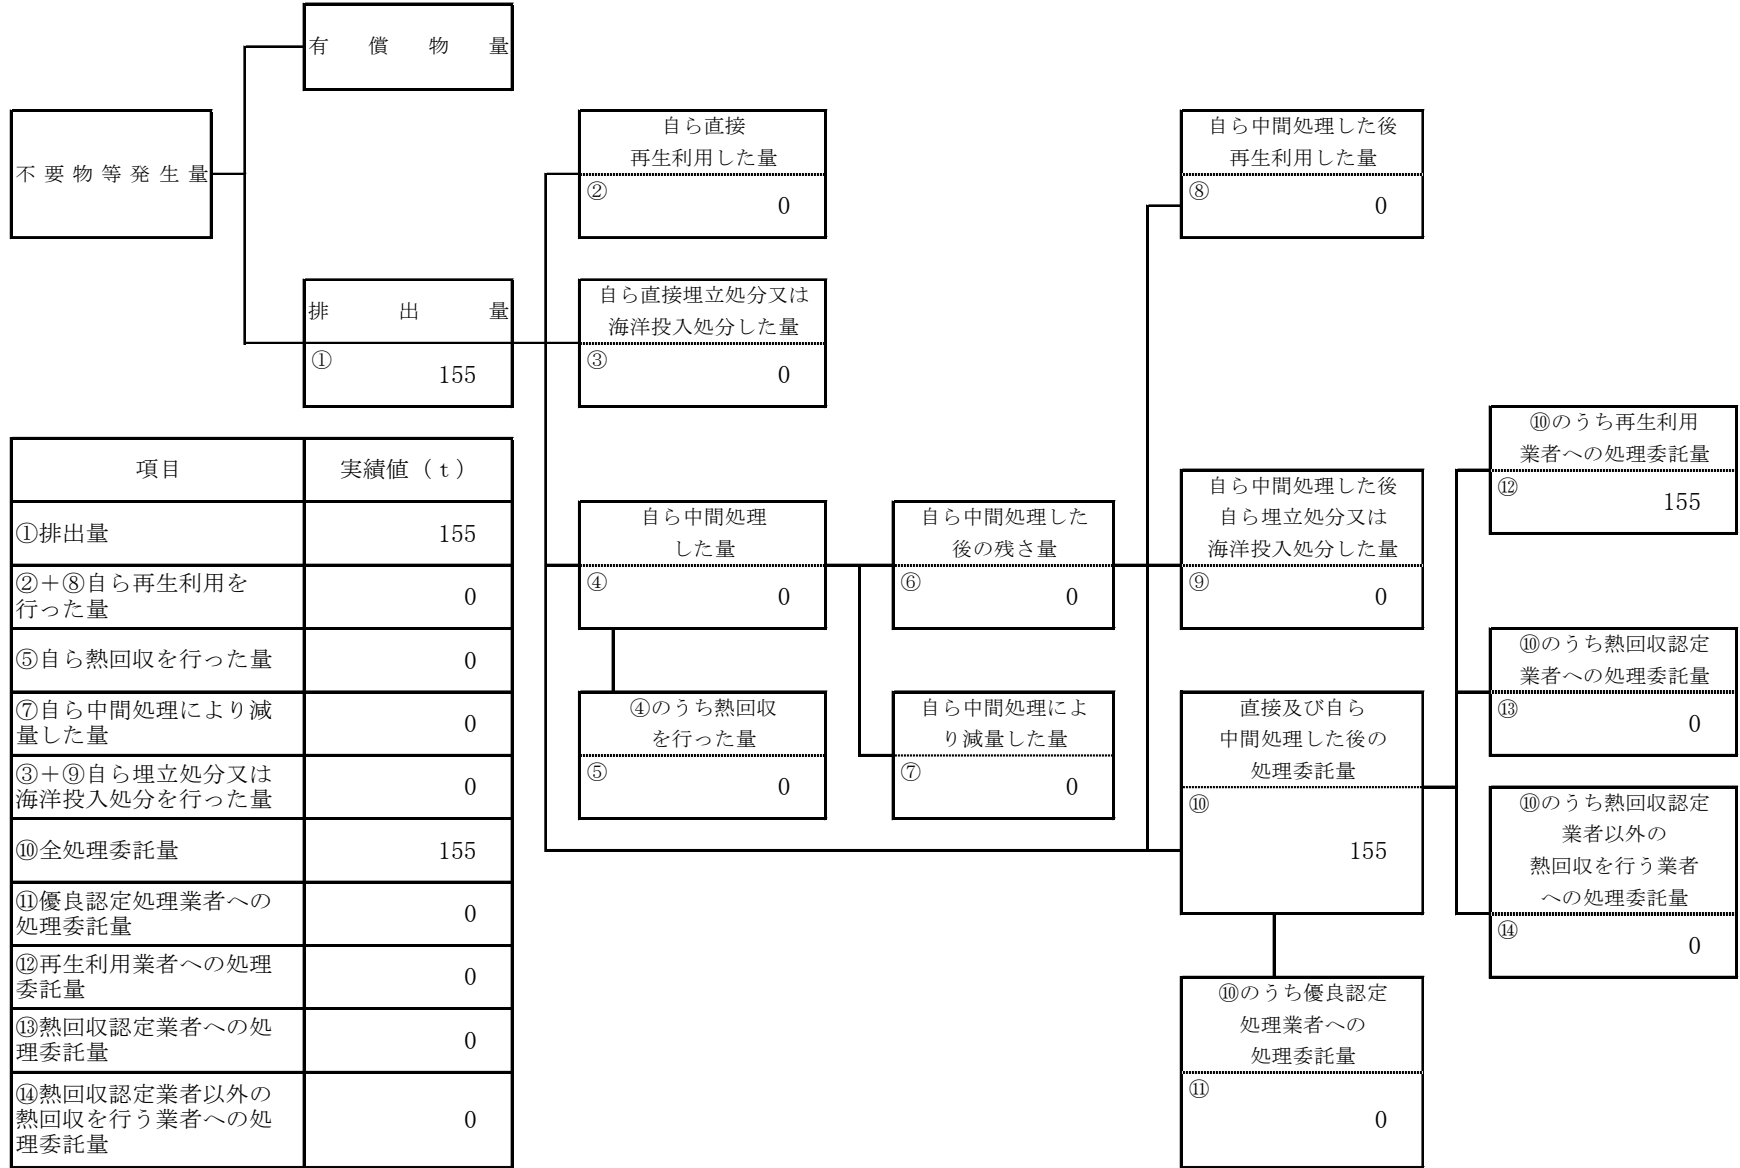 有償物量
不要物等発生量
自ら直接
再生利用した量
②
0
自ら中間処理した後
再生利用した量
⑧
0
排出量
①
155
自ら直接埋立処分又は
海洋投入処分した量
③
0
項目
実績値（ｔ）
①排出量
155
②＋⑧自ら再生利用を
行った量
0
⑤自ら熱回収を行った量
0
⑦自ら中間処理により減
量した量
0
③＋⑨自ら埋立処分又は
海洋投入処分を行った量
0
⑩全処理委託量
155
⑪優良認定処理業者への
処理委託量
0
⑫再生利用業者への処理
委託量
0
⑬熱回収認定業者への処
理委託量
0
⑭熱回収認定業者以外の
熱回収を行う業者への処
理委託量
0
自ら中間処理
した量
④
0
自ら中間処理した
後の残さ量
⑥
0
自ら中間処理した後
自ら埋立処分又は
海洋投入処分した量
⑨
0
④のうち熱回収
を行った量
⑤
0
自ら中間処理によ
り減量した量
⑦
0
直接及び自ら
中間処理した後の
処理委託量
⑩
155
⑩のうち優良認定
処理業者への
処理委託量
⑪
0
⑩のうち再生利用
業者への処理委託量
⑫
155
⑩のうち熱回収認定
業者への処理委託量
⑬
0
⑩のうち熱回収認定
業者以外の
熱回収を行う業者
への処理委託量
⑭
0